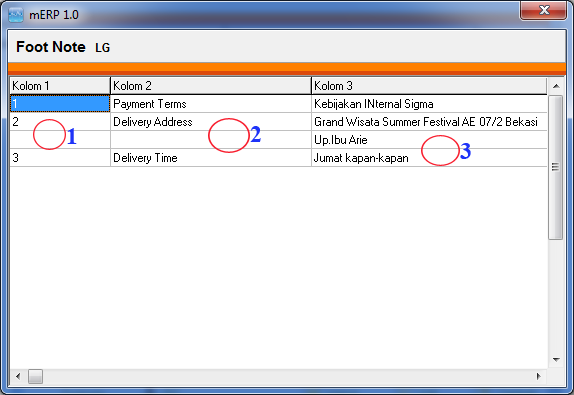 mERP 1.0
Foot Note LG
Kolom 1 Kolom 2 Kolom 3
1 Payment Terms Kebijakan INternal Sigma
2 Delivery Address Grand Wisata Summer Festival AE 07/2 Bekasi
Up.Ibu Arie
1 2
3 Delivery Time Jumat kapan-kapan
3